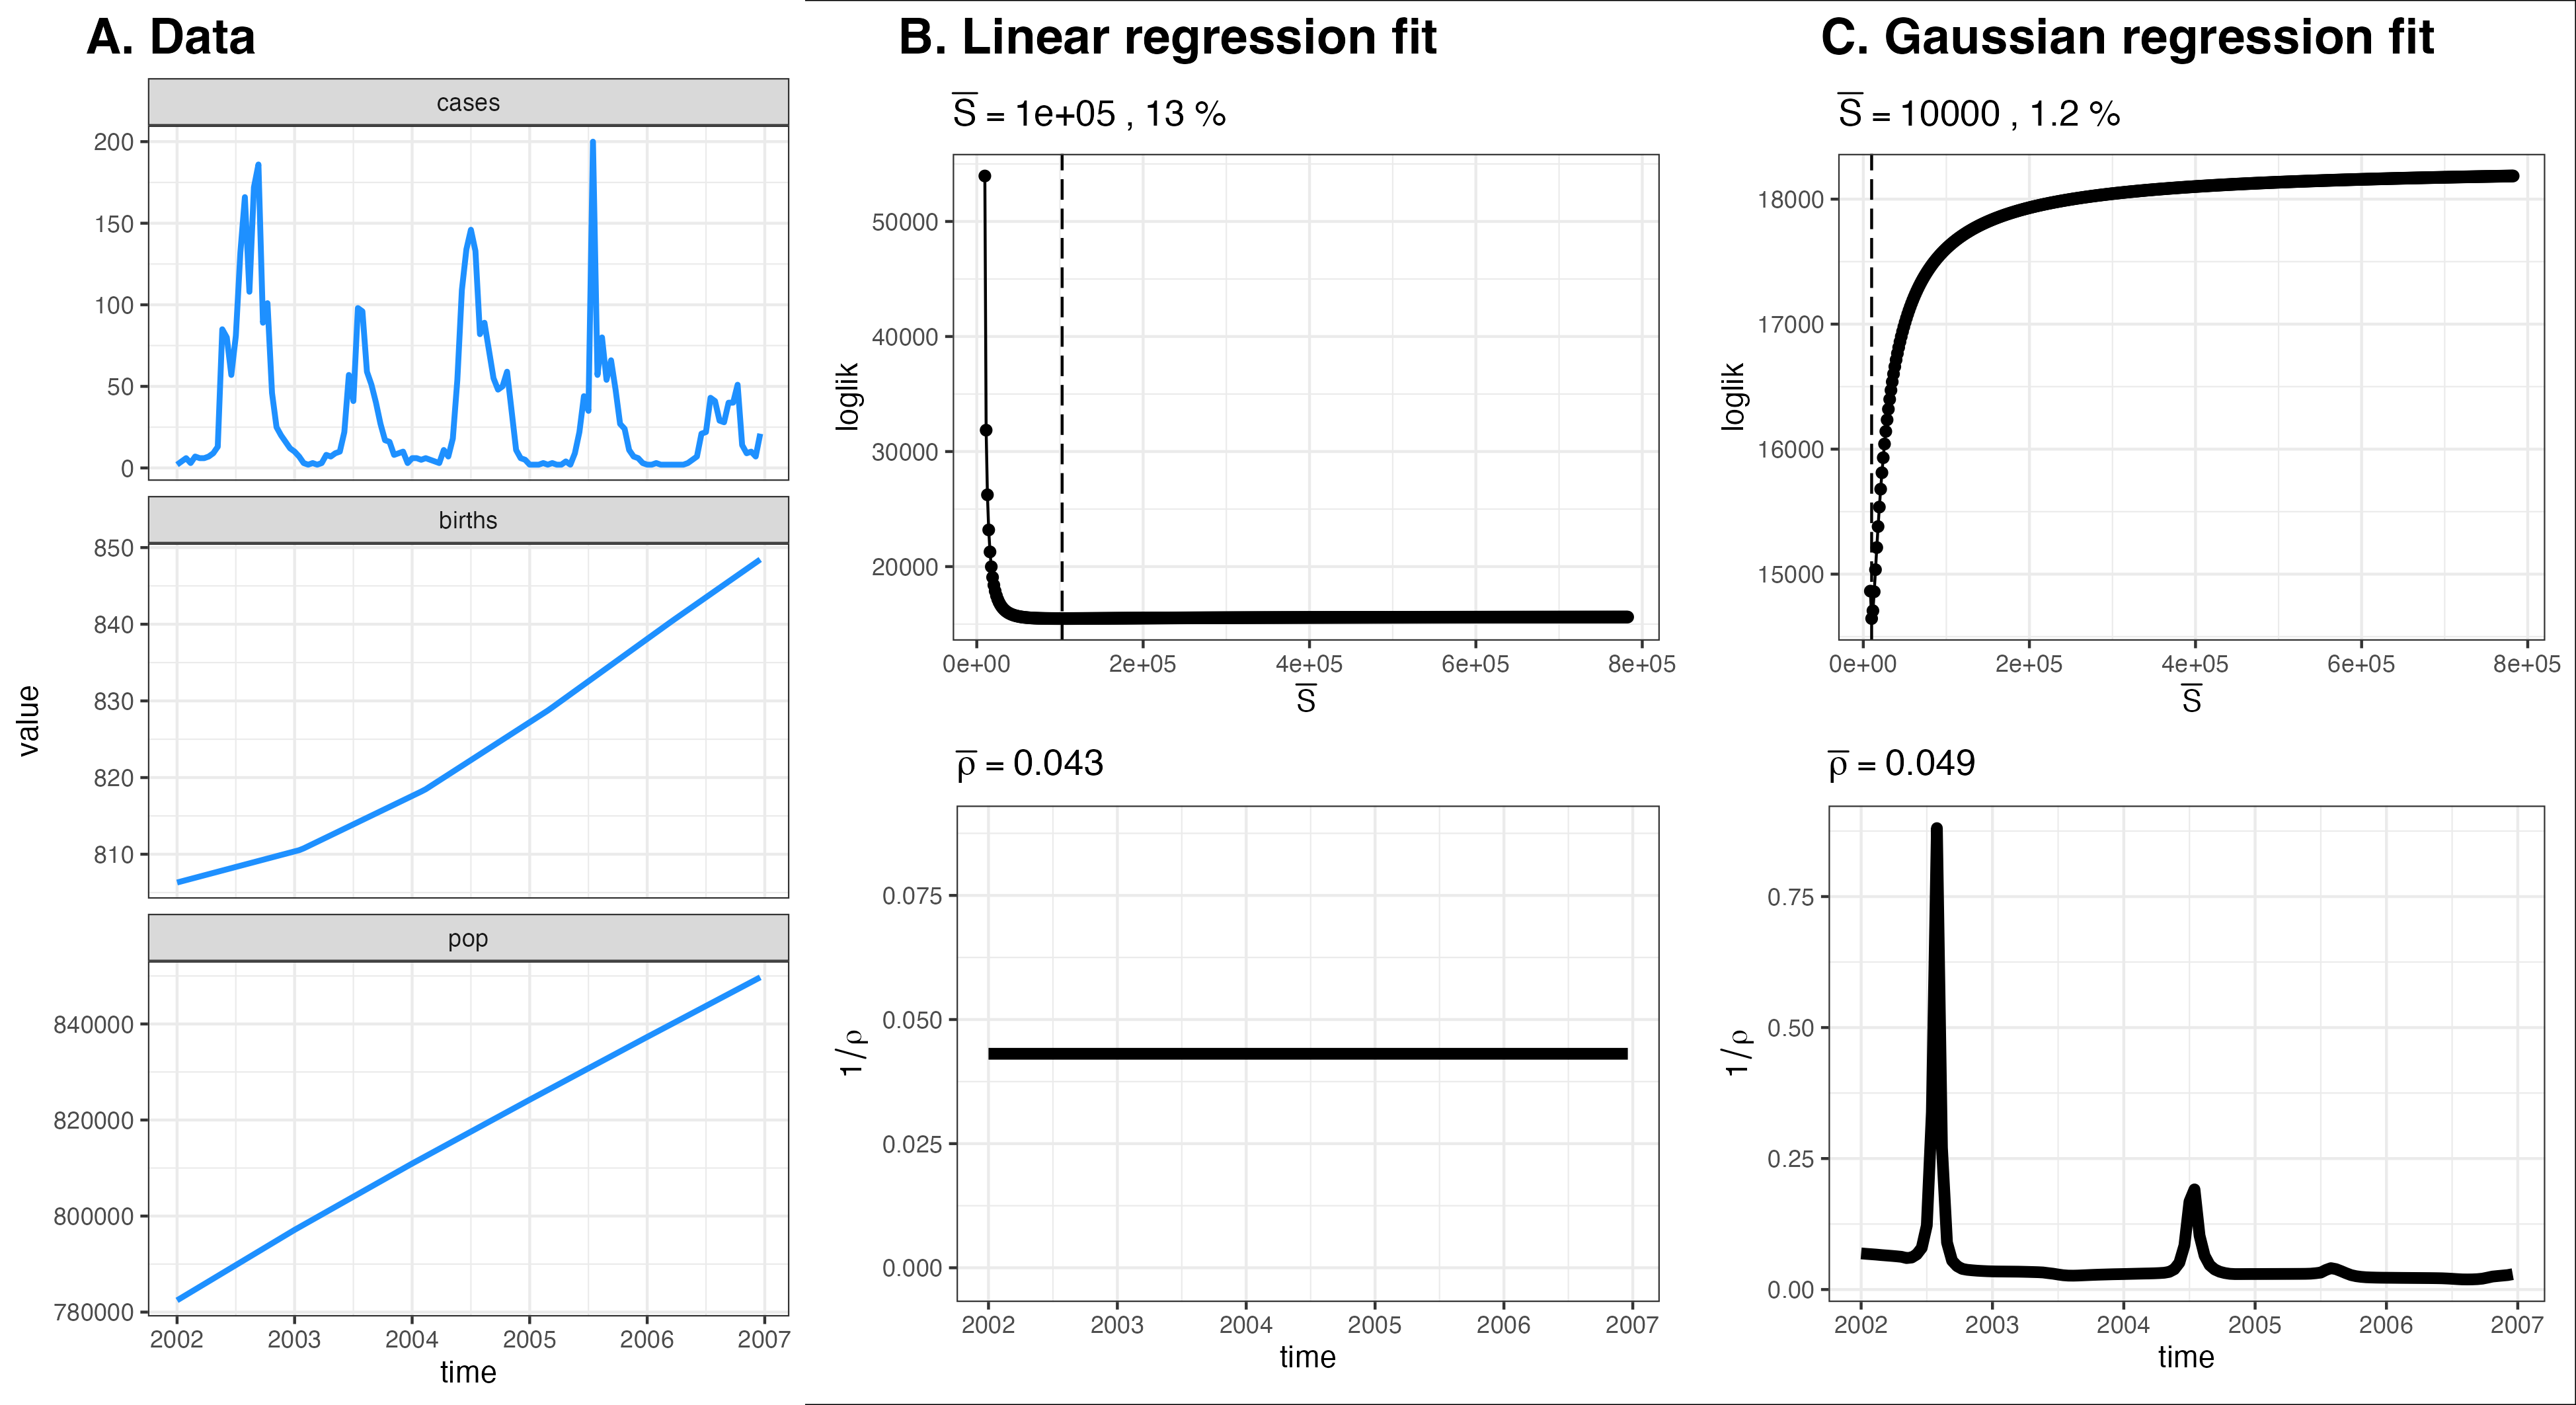 A. Data
cases
200
150
100
50
0
births
850
840
830
820
810
pop
840000
820000
800000
780000
2002 2003 2004 2005 2006 2007
time
value
B. Linear regression fit
S̅ = 1e+05 , 13 %
50000
40000
30000
20000
loglik
0e+00 2e+05 4e+05 6e+05 8e+05
S̅
ρ̅ = 0.043
0.075
0.050
0.025
0.000
1/ρ
2002 2003 2004 2005 2006 2007
time
C. Gaussian regression fit
S̅ = 10000 , 1.2 %
18000
17000
16000
15000
loglik
0e+00 2e+05 4e+05 6e+05 8e+05
S̅
ρ̅ = 0.049
0.75
0.50
0.25
0.00
1/ρ
2002 2003 2004 2005 2006 2007
time